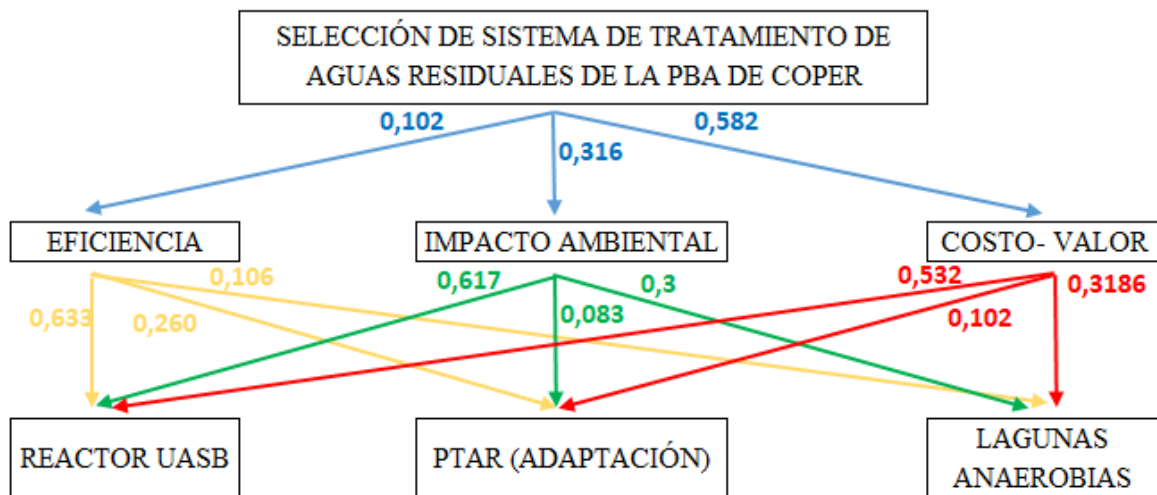 SELECCIÓN DE SISTEMA DE TRATAMIENTO DE
AGUAS RESIDUALES DE LA PBA DE COPER
0,102
0,582
0,316
EFICIENCIA
IMPACTO AMBIENTAL
COSTO- VALOR
0,106
0,617
0,3
0,532
0,3186
0,633
0,260
0,083
0,102
REACTOR UASB
PTAR (ADAPTACIÓN)
LAGUNAS
ANAEROBIAS